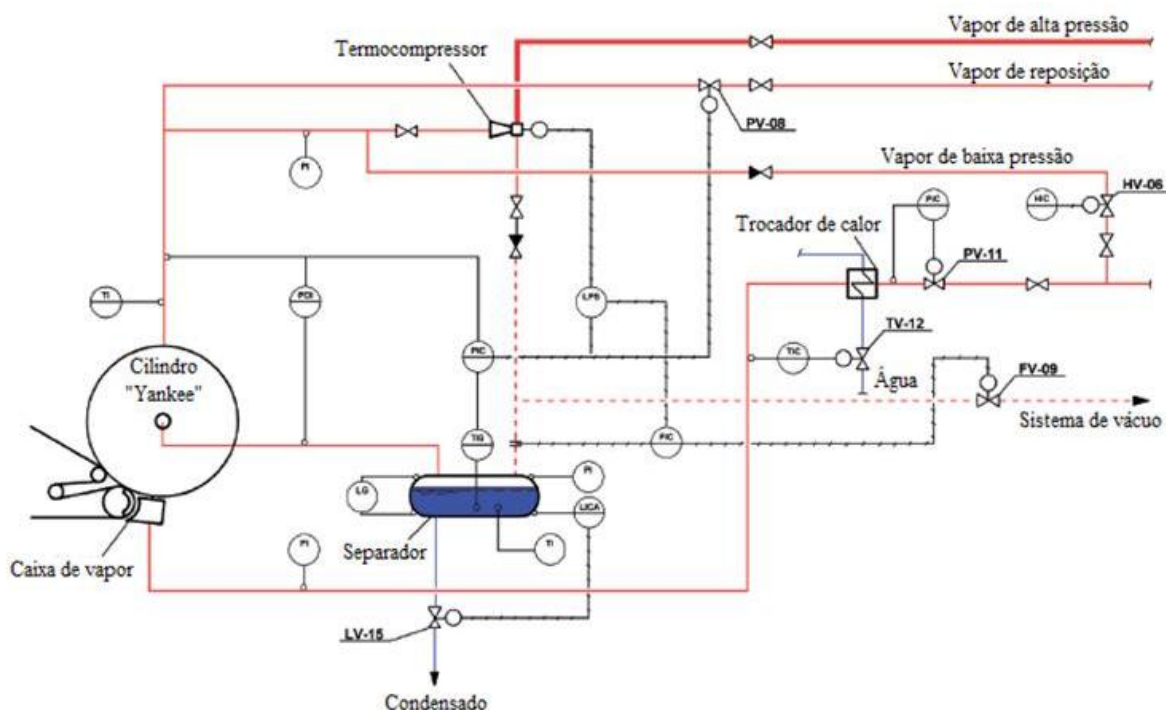 Vapor de alta pressão
Termocompressor
Vapor de reposição
PV-08
PI
Vapor de baixa pressão
HV-06
HIC
PIC
Trocador de calor
PV-11
TI
PDI
LPS
TV-12
Cilindro
"Yankee"
PIC
TIC
Água
FV-09
Sistema de vácuo
TIG
FIC
PI
LG
LICA
Separador
TI
PI
Caixa de vapor
LV-15
Condensado